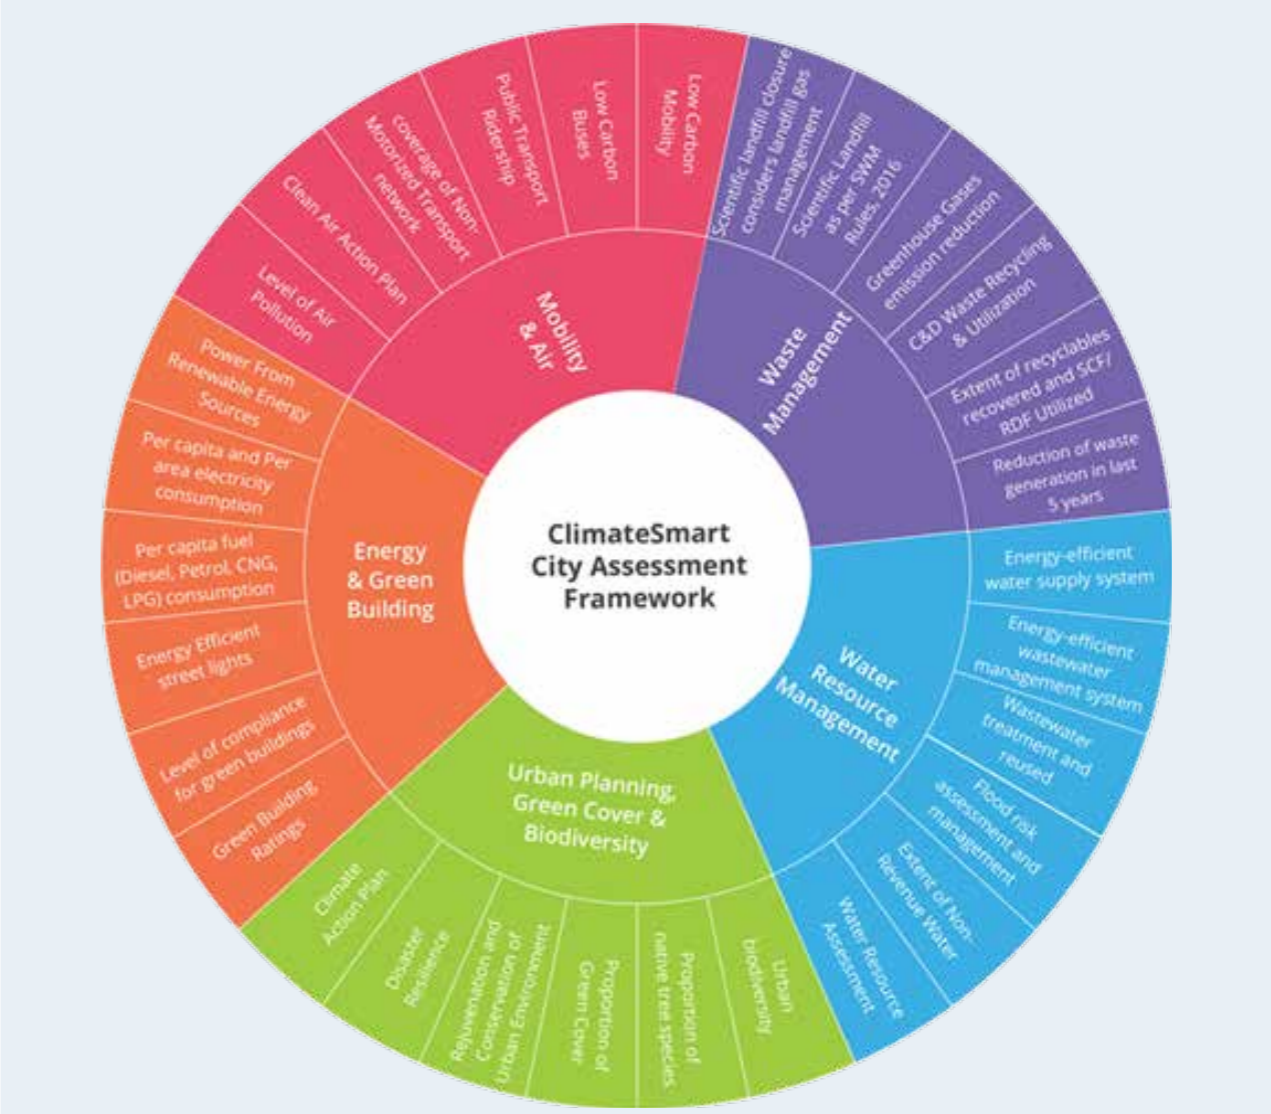 ClimateSmart
City Assessment
Framework
Mobility
& Air
Level of Air
Pollution
Clean Air Action Plan
coverage of Non-
Motorized Transport
network
Public Transport
Ridership
Low Carbon
Buses
Low Carbon
Mobility
Waste
Management
Scientific landfill closure
considers landfill gas
management
Scientific Landfill
as per SWM
Rules, 2016
Greenhouse Gases
emission reduction
C&D Waste Recycling
& Utilization
Extent of recyclables
recovered and SCF/
RDF Utilized
Reduction of waste
generation in last
5 years
Water
Resource
Management
Energy-efficient
water supply system
Energy-efficient
wastewater
management system
Wastewater
treatment and
reused
Flood risk
assessment and
management
Extent of Non-
Revenue Water
Water Resource
Assessment
Urban Planning,
Green Cover &
Biodiversity
Urban
biodiversity
Proportion of
native tree species
Proportion of
Green Cover
Rejuvenation and
Conservation of
Urban Environment
Disaster
Resilience
Climate
Action Plan
Energy
& Green
Building
Green Building
Ratings
Level of compliance
for green buildings
Energy Efficient
street lights
Per capita fuel
(Diesel, Petrol, CNG,
LPG) consumption
Per capita and Per
area electricity
consumption
Power From
Renewable Energy
Sources